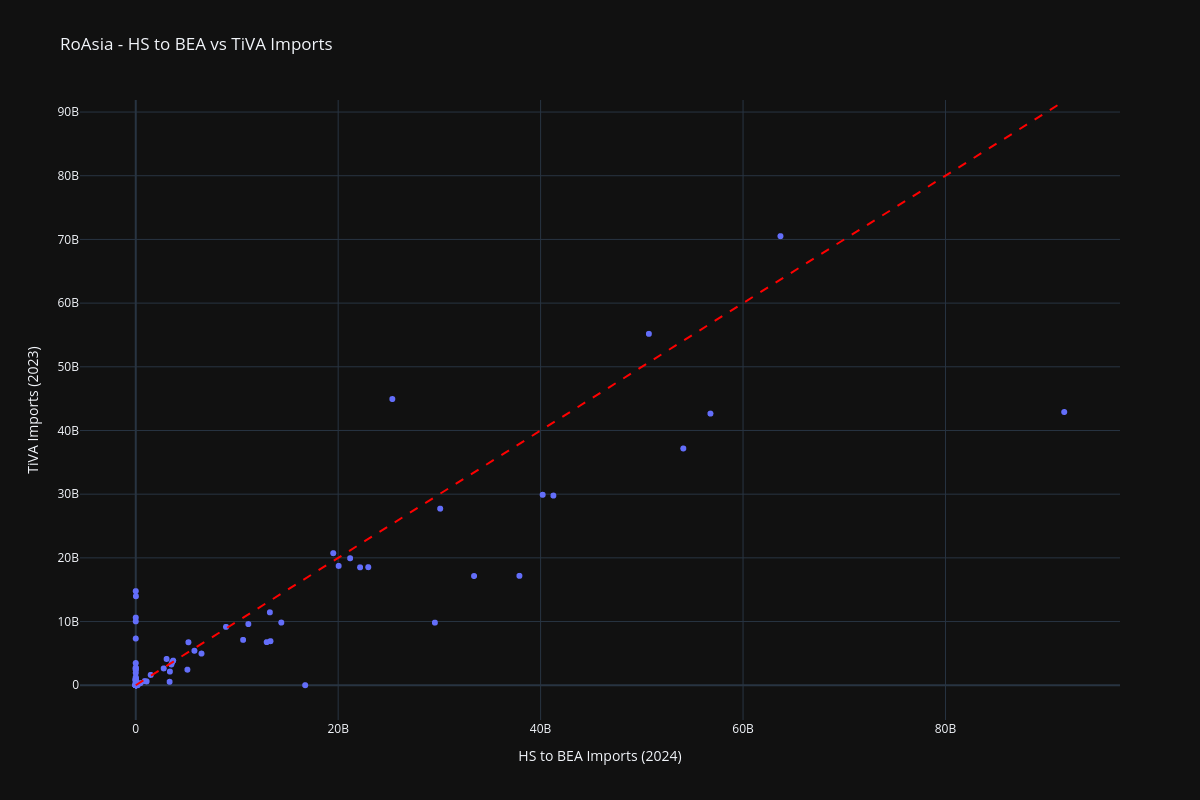 RoAsia - HS to BEA vs TiVA Imports
90B
80B
70B
60B
50B
40B
30B
20B
10B
0
TiVA Imports (2023)
0
20B
40B
60B
80B
HS to BEA Imports (2024)